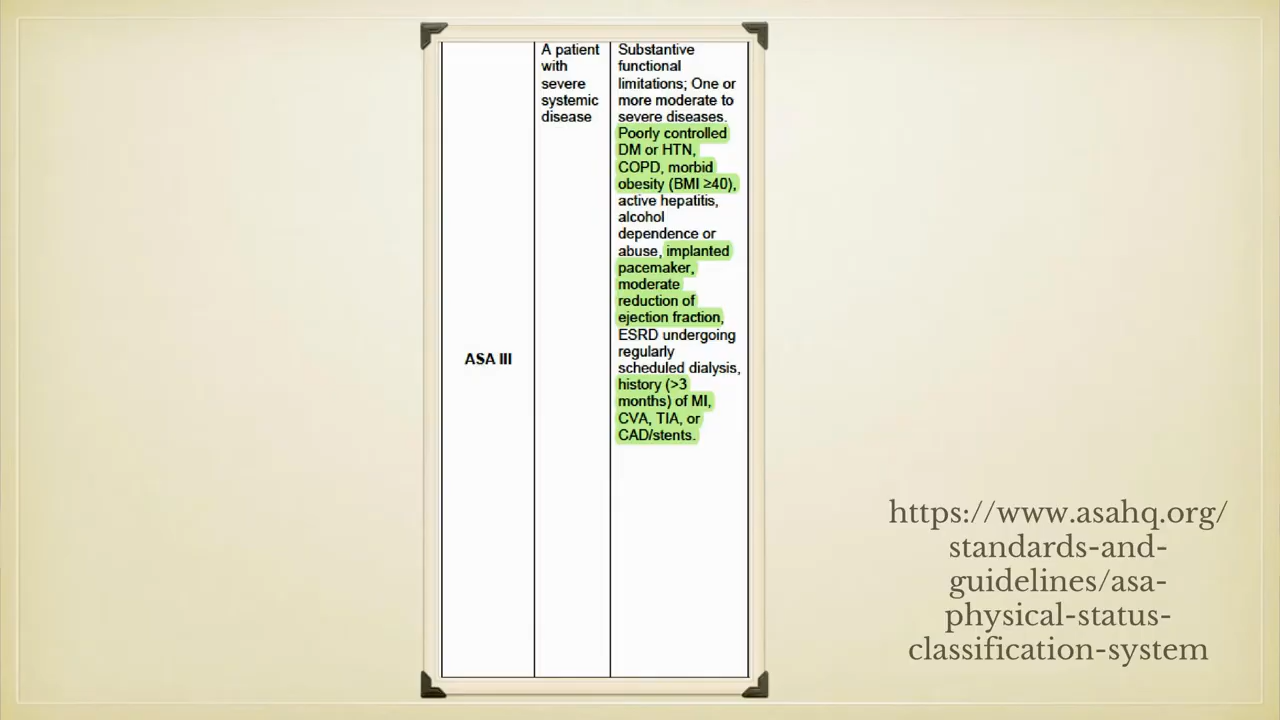 ASA III
A patient
with
severe
systemic
disease
Substantive
functional
limitations; One or
more moderate to
severe diseases.
Poorly controlled
DM or HTN,
COPD, morbid
obesity (BMI ≥40),
active hepatitis,
alcohol
dependence or
abuse, implanted
pacemaker,
moderate
reduction of
ejection fraction,
ESRD undergoing
regularly
scheduled dialysis,
history (>3
months) of MI,
CVA, TIA, or
CAD/stents.
https://www.asahq.org/
standards-and-
guidelines/asa-
physical-status-
classification-system